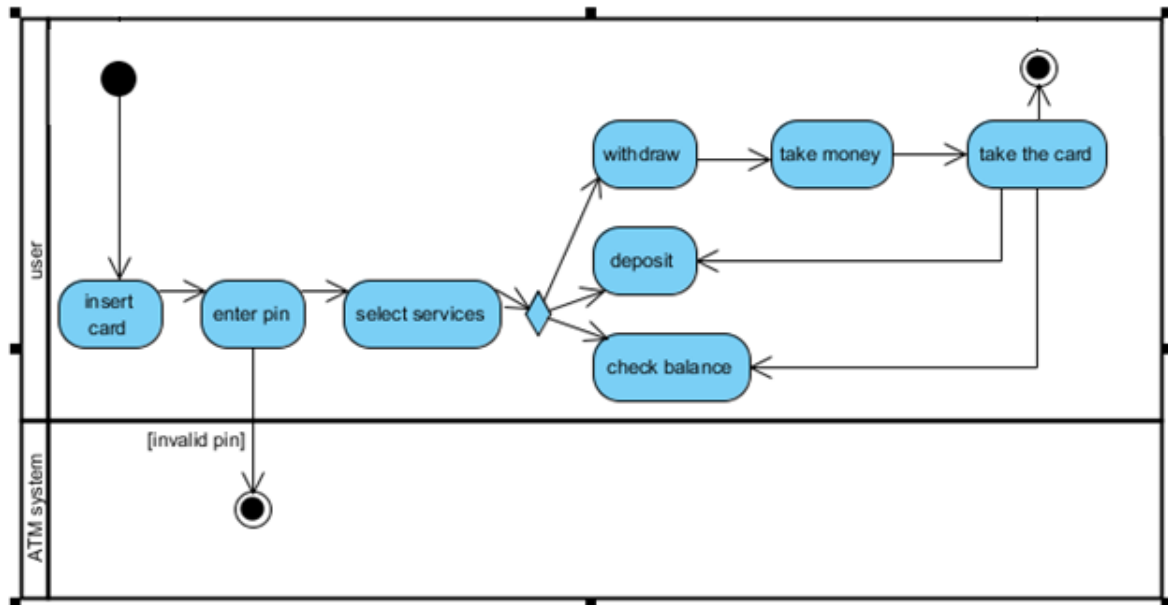 user
insert
card
enter pin
select services
withdraw
take money
take the card
deposit
check balance
ATM system
[invalid pin]